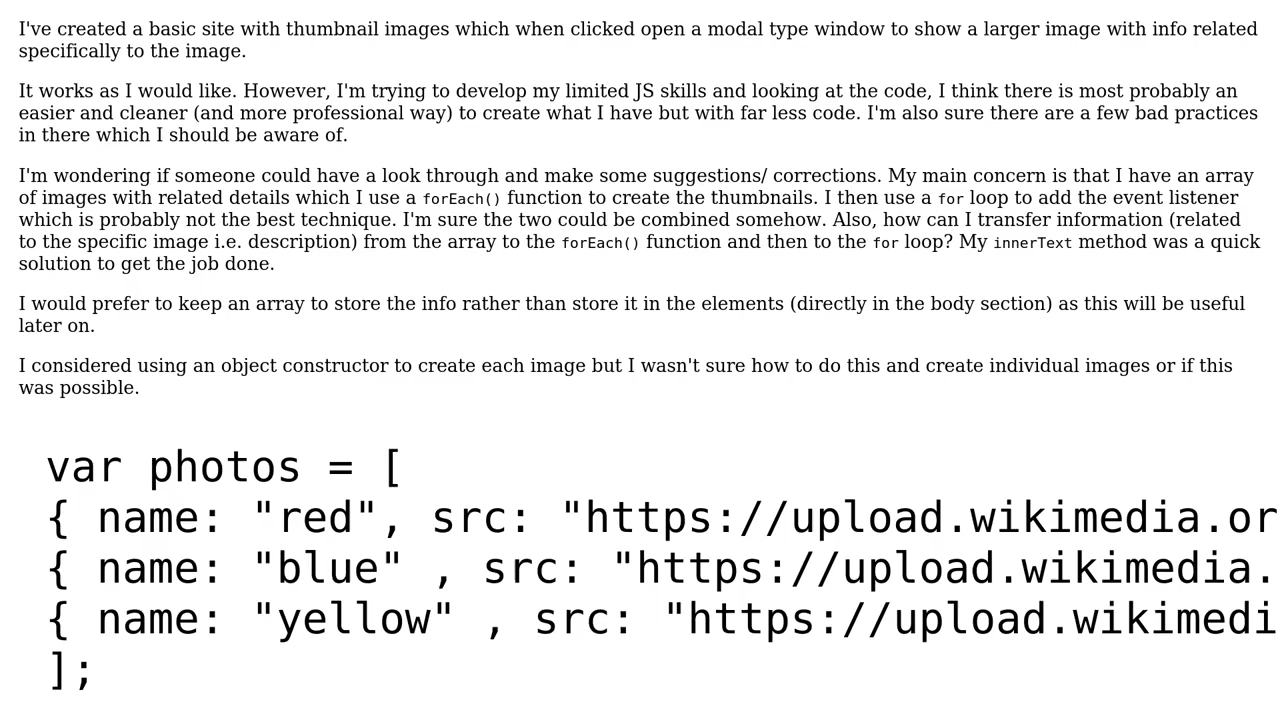 I've created a basic site with thumbnail images which when clicked open a modal type window to show a larger image with info related
specifically to the image.
It works as I would like. However, I'm trying to develop my limited JS skills and looking at the code, I think there is most probably an
easier and cleaner (and more professional way) to create what I have but with far less code. I'm also sure there are a few bad practices
in there which I should be aware of.
I'm wondering if someone could have a look through and make some suggestions/ corrections. My main concern is that I have an array
of images with related details which I use a forEach() function to create the thumbnails. I then use a for loop to add the event listener
which is probably not the best technique. I'm sure the two could be combined somehow. Also, how can I transfer information (related
to the specific image i.e. description) from the array to the forEach() function and then to the for loop? My innerText method was a quick
solution to get the job done.
I would prefer to keep an array to store the info rather than store it in the elements (directly in the body section) as this will be useful
later on.
I considered using an object constructor to create each image but I wasn't sure how to do this and create individual images or if this
was possible.
var photos = [
{ name: "red", src: "https://upload.wikimedia.or
{ name: "blue" , src: "https://upload.wikimedia.
{ name: "yellow" , src: "https://upload.wikimedi
];